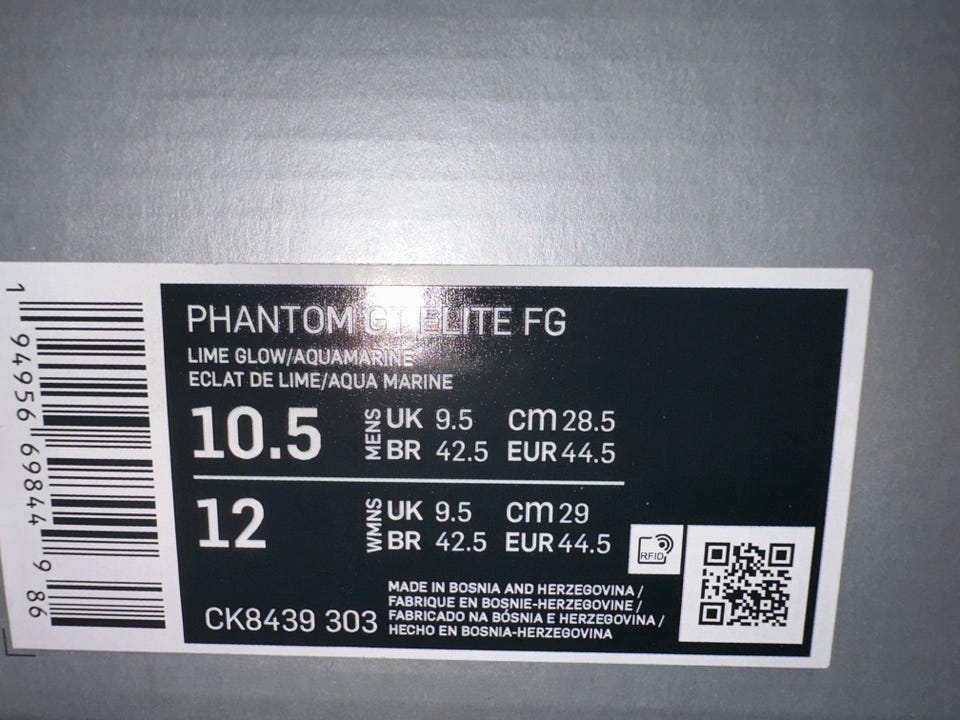 PHANTOM GT ELITE FG
LIME GLOW/AQUAMARINE
ECLAT DE LIME/AQUA MARINE
10.5 MENS UK 9.5 cm 28.5
BR 42.5 EUR 44.5
12 WMNS UK 9.5 cm 29
BR 42.5 EUR 44.5
RFID
CK8439 303
MADE IN BOSNIA AND HERZEGOVINA /
FABRIQUE EN BOSNIE-HERZEGOVINE /
FABRICADO NA BÓSNIA E HERZEGOVINA /
HECHO EN BOSNIA-HERZEGOVINA
1 94956 69844 9 86